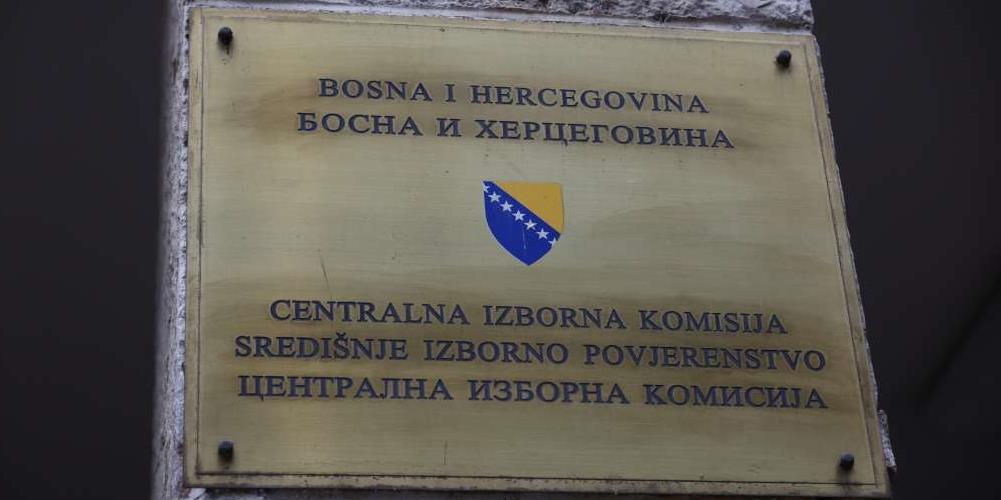 BOSNA I HERCEGOVINA
БОСНА И ХЕРЦЕГОВИНА
CENTRALNA IZBORNA KOMISIJA
SREDIŠNJE IZBORNO POVJERENSTVO
ЦЕНТРАЛНА ИЗБОРНА КОМИСИЈА